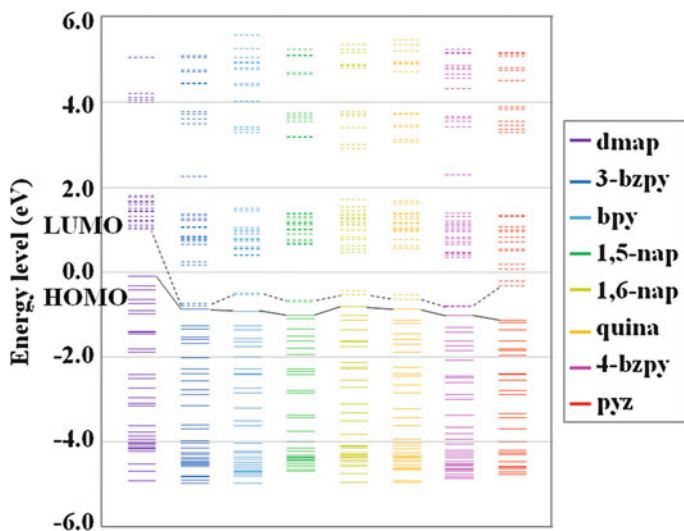 6.0
4.0
2.0
0.0
-2.0
-4.0
-6.0
Energy level (eV)
LUMO
HOMO
dmap
3-bzpy
bpy
1,5-nap
1,6-nap
quina
4-bzpy
pyz